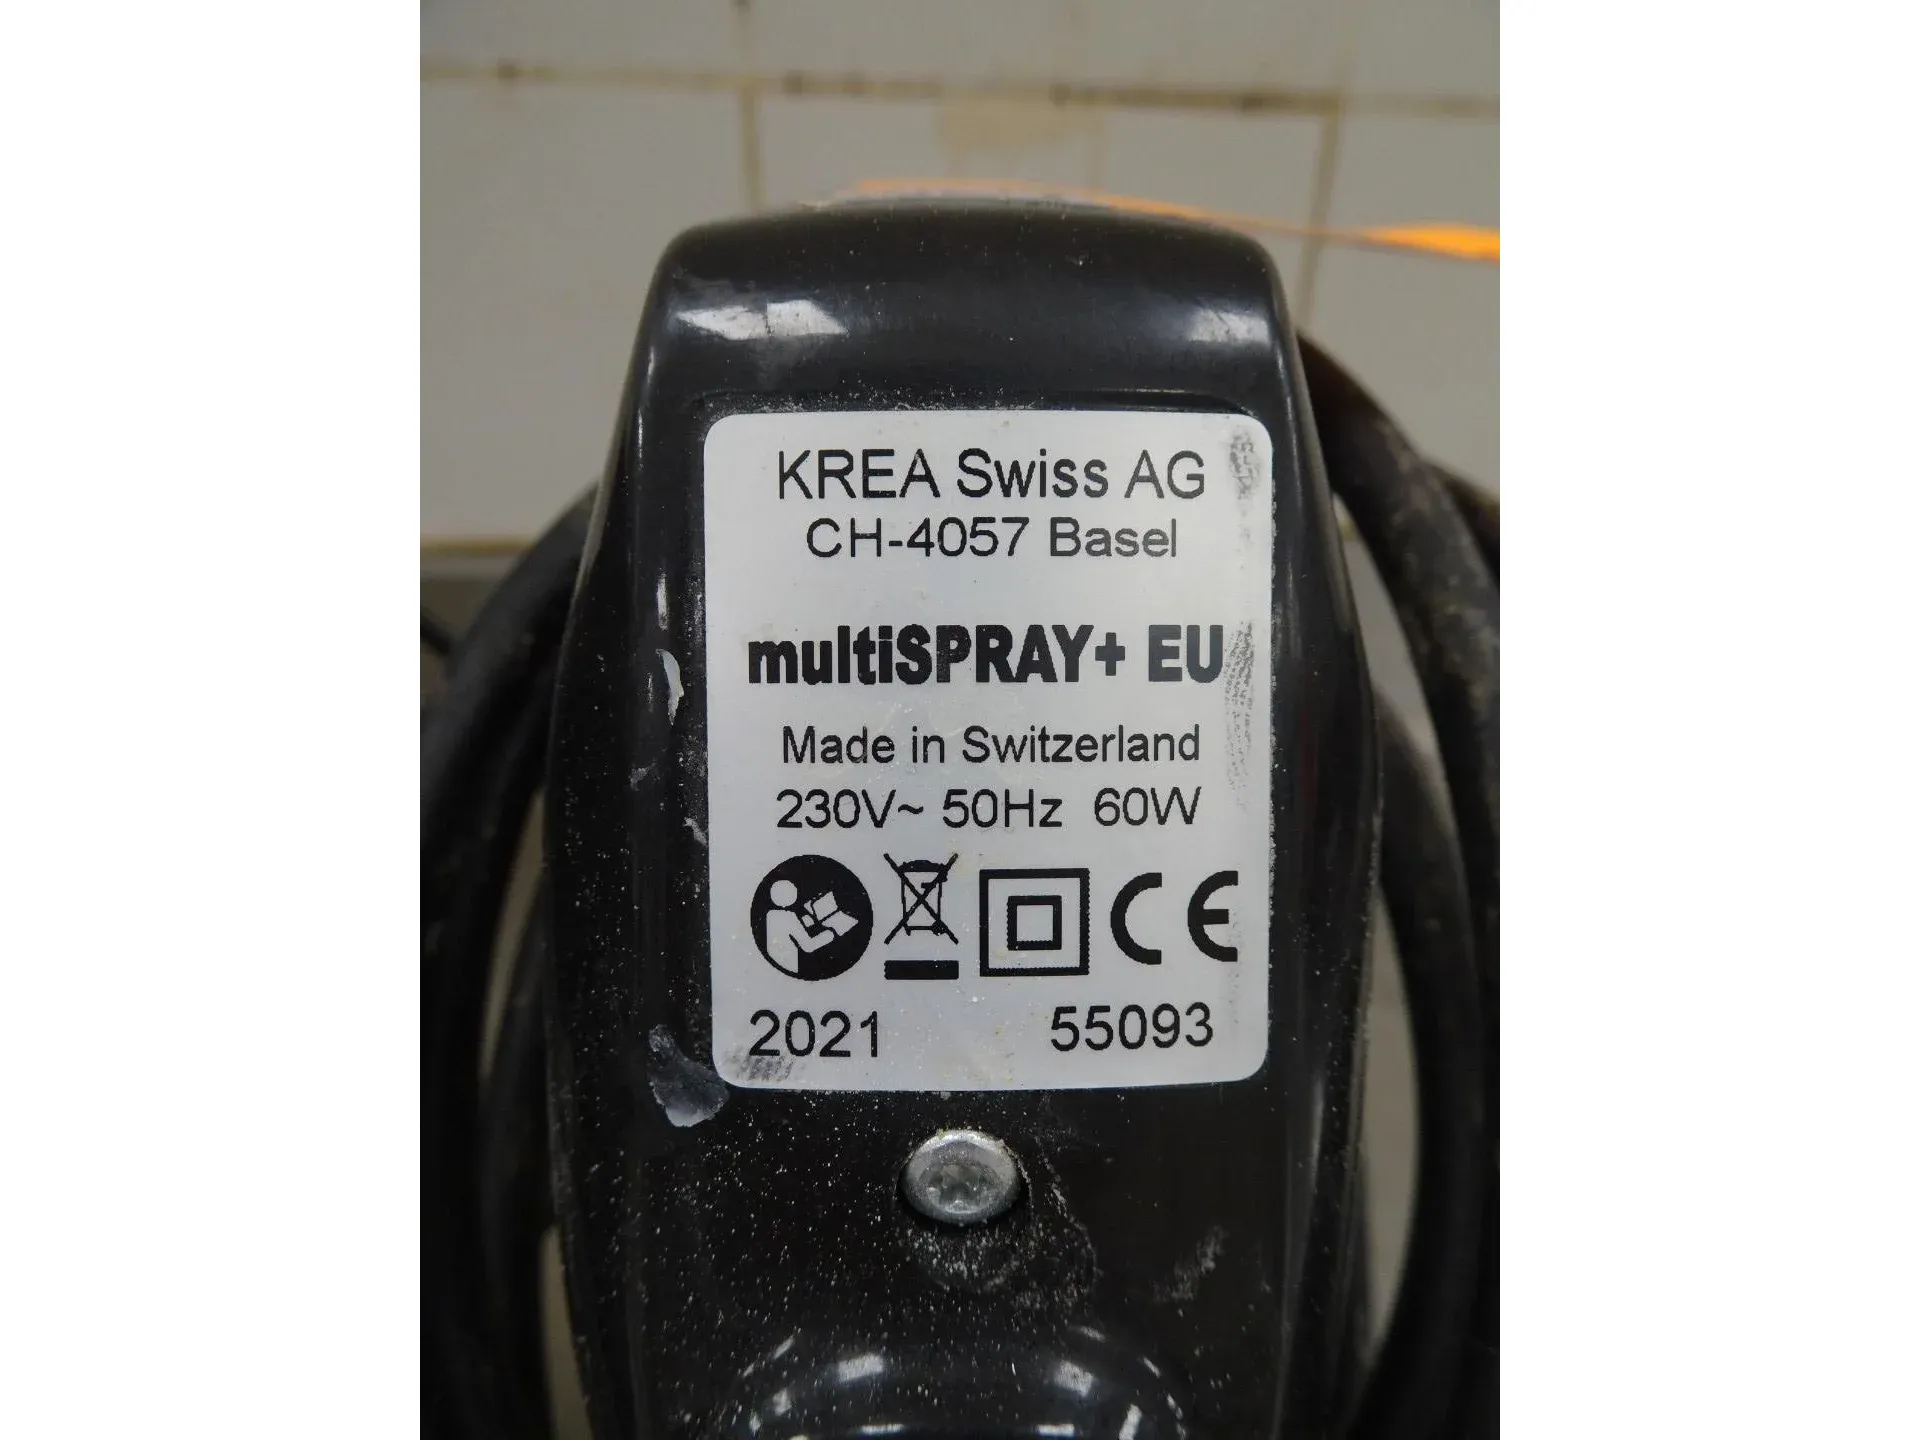 KREA Swiss AG
CH-4057 Basel
multiSPRAY+ EU
Made in Switzerland
230V~ 50Hz 60W
CE
2021 55093